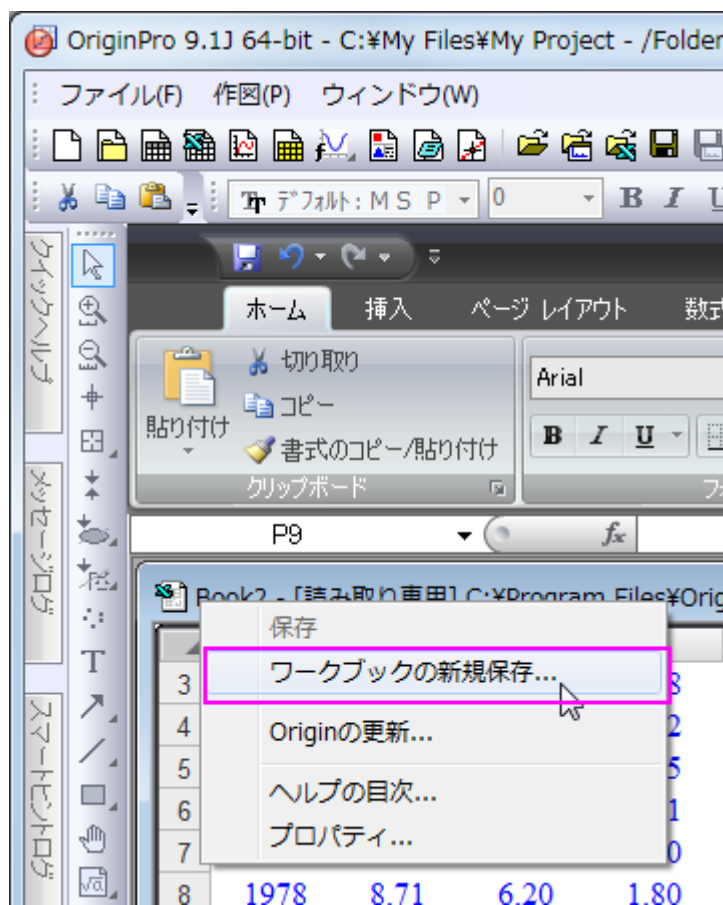 OriginPro 9.1J 64-bit - C:¥My Files¥My Project - /Folder
ファイル(F) 作図(P) ウィンドウ(W)
デフォルト: M S P 0 B I U
クイックヘルプ
メッセージログ
スマートヒントログ
ホーム 挿入 ページ レイアウト 数式
貼り付け
切り取り
コピー
書式のコピー/貼り付け
クリップボード
Arial
B I U
フォ
P9 fx
Book2 - [読み取り専用] C:¥Program Files¥Orig
保存
ワークブックの新規保存...
Originの更新...
ヘルプの目次...
プロパティ...
3 8
4 2
5 5
6 1
7 0
8 1978 8.71 6.20 1.80
T